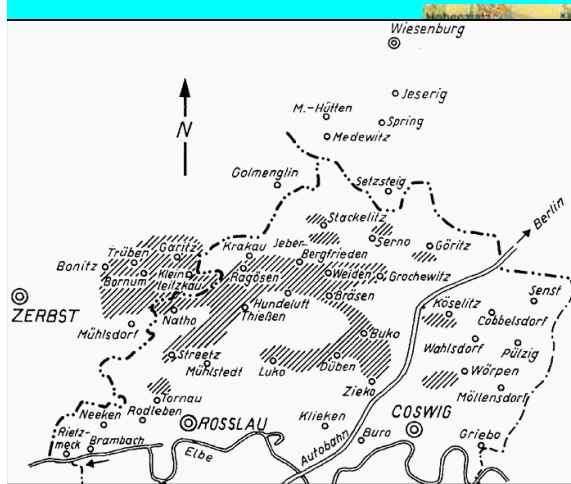 Hohenziatz
Wiesenburg
Jeserig
M.-Hütten
Spring
Medewitz
N
Golmenglin
Setzsteig
Berlin
Stackelitz
Serno
Göritz
Garitz
Trüben
Krakau
Jeber-
Bergfrieden
Bonitz
Klein
leitzkau
Ragösen
Weiden
Grochewitz
Bornum
Hundeluft
Bräsen
Senst
ZERBST
Natho
Thießen
Köselitz
Cobbelsdorf
Mühlsdorf
Buko
Wahlsdorf
Pülzig
Streetz
Mühlstedt
Luko
Düben
Wörpen
Zieko
Möllensdorf
Tornau
Neeken
Rodleben
ROSSLAU
Klieken
COSWIG
Rietz-
meck
Brambach
Elbe
Autobahn
Buro
Griebo